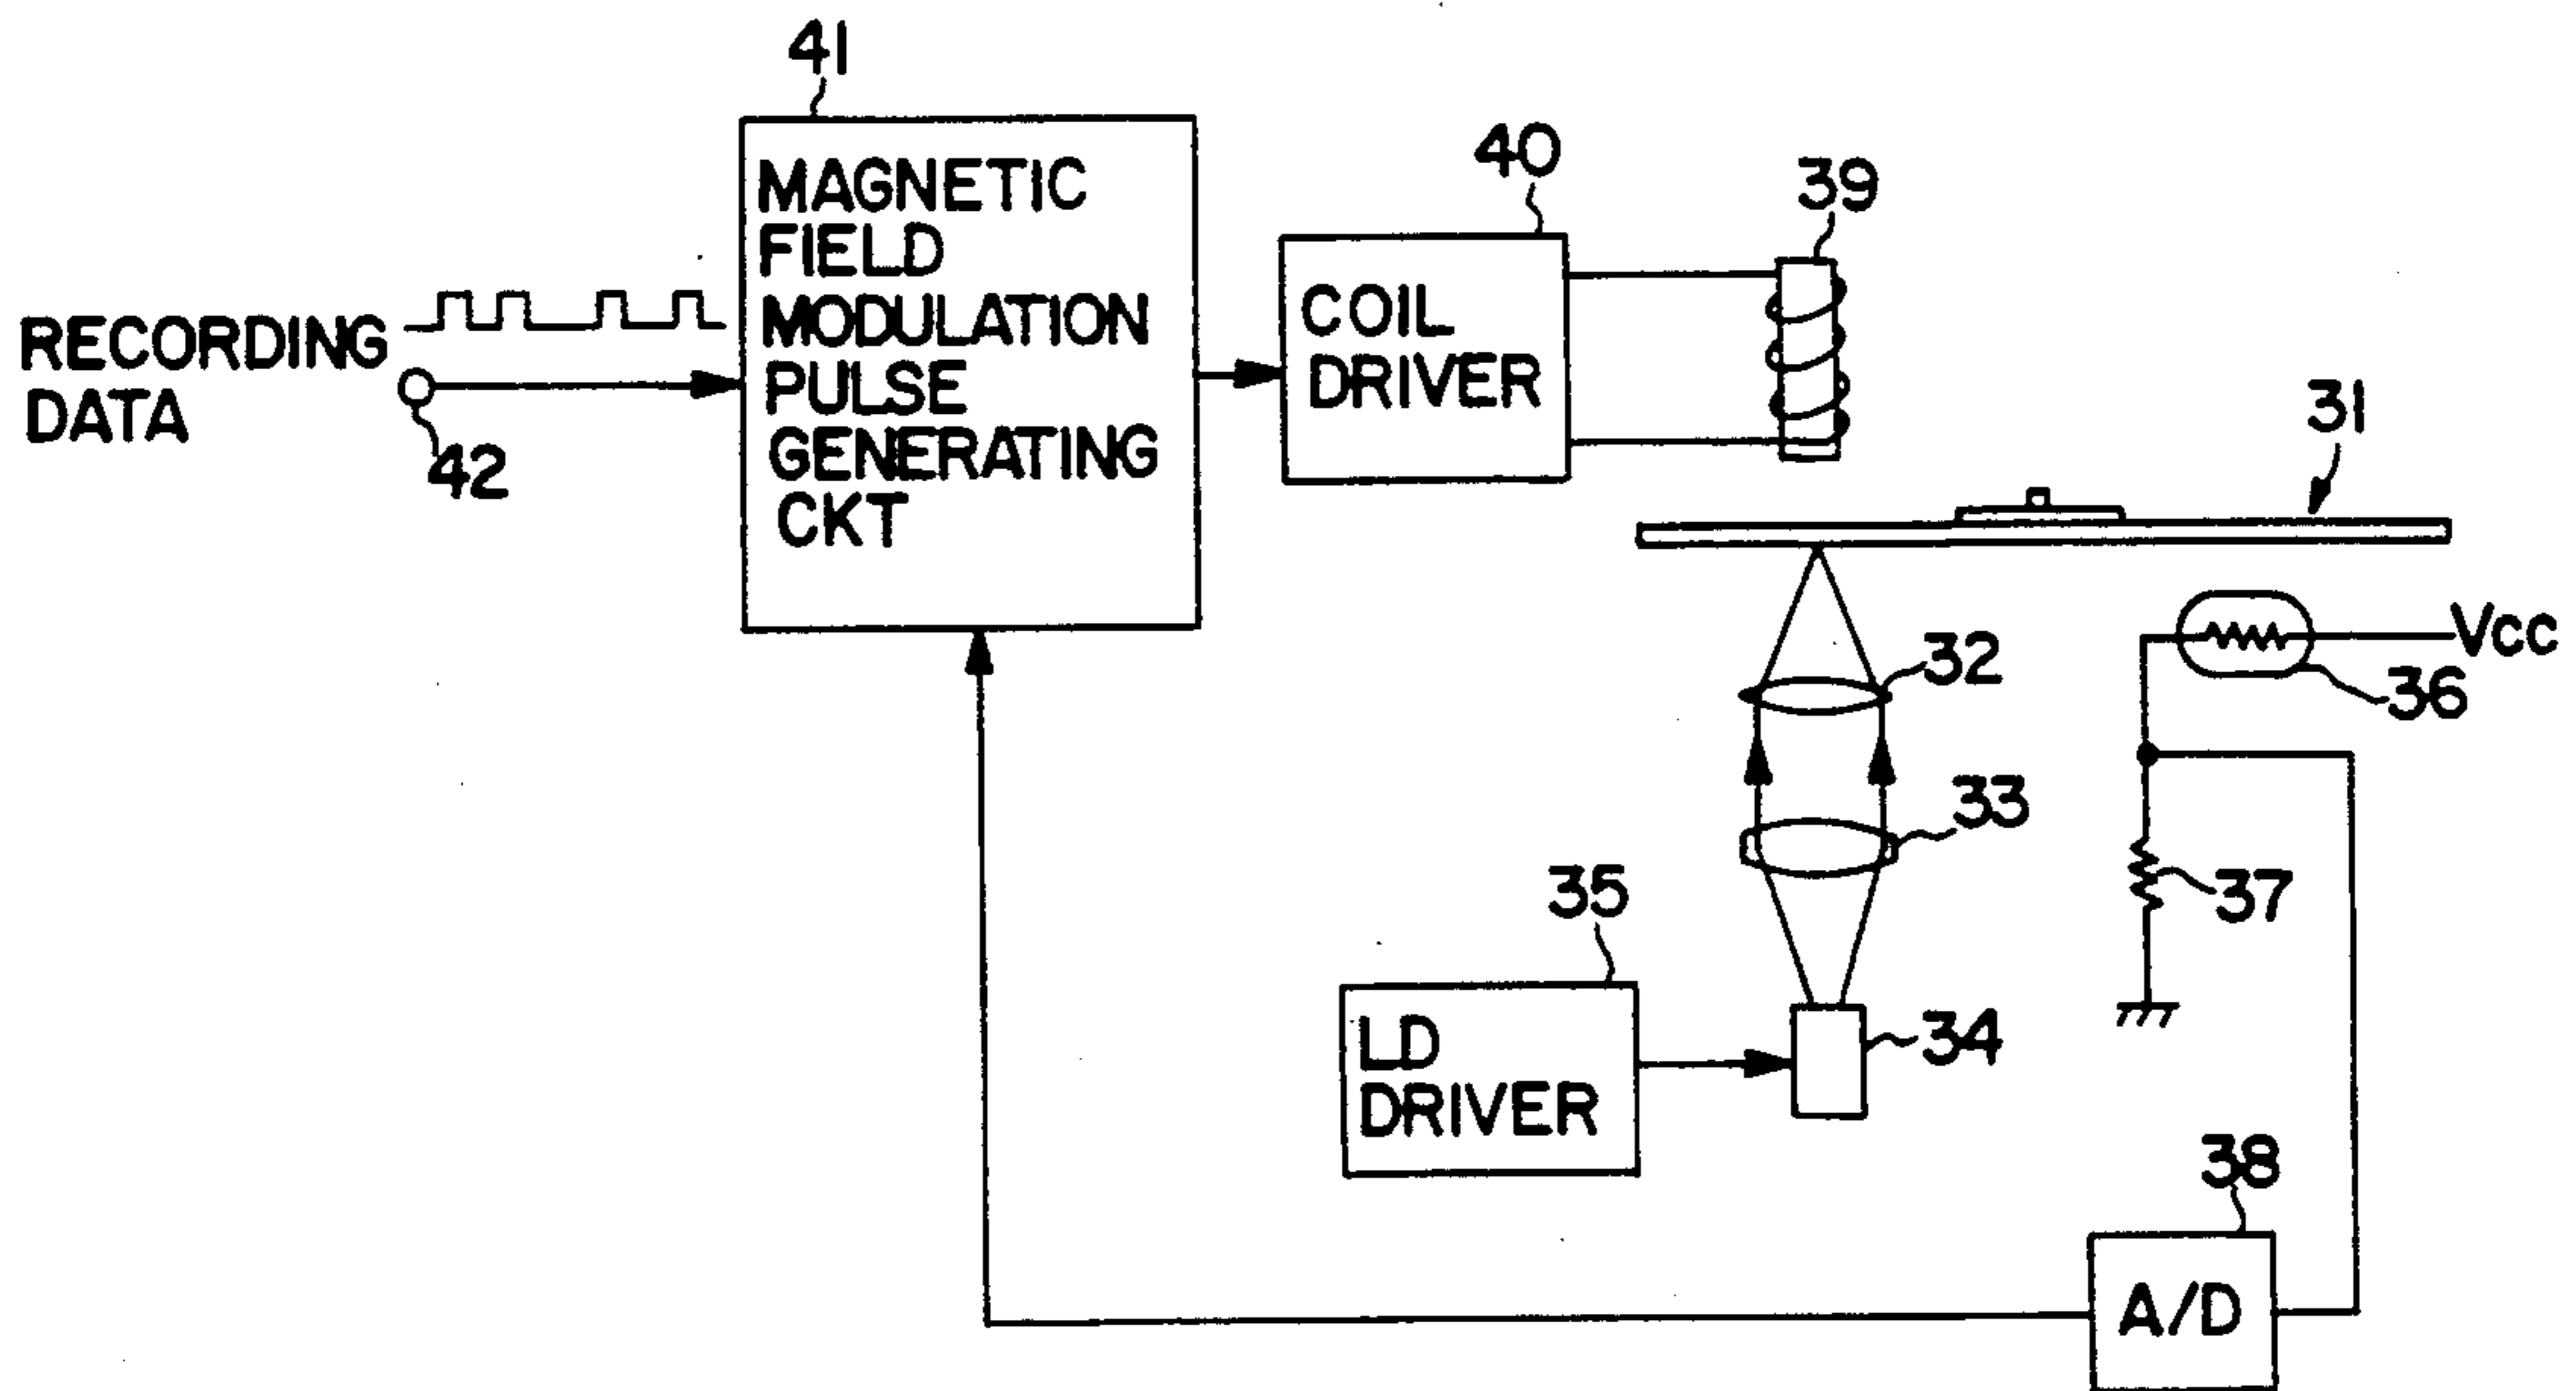 41
MAGNETIC
FIELD
MODULATION
PULSE
GENERATING
CKT
RECORDING
DATA
42
40
COIL
DRIVER
39
31
32
VCC
36
33
37
35
LD
DRIVER
34
38
A/D